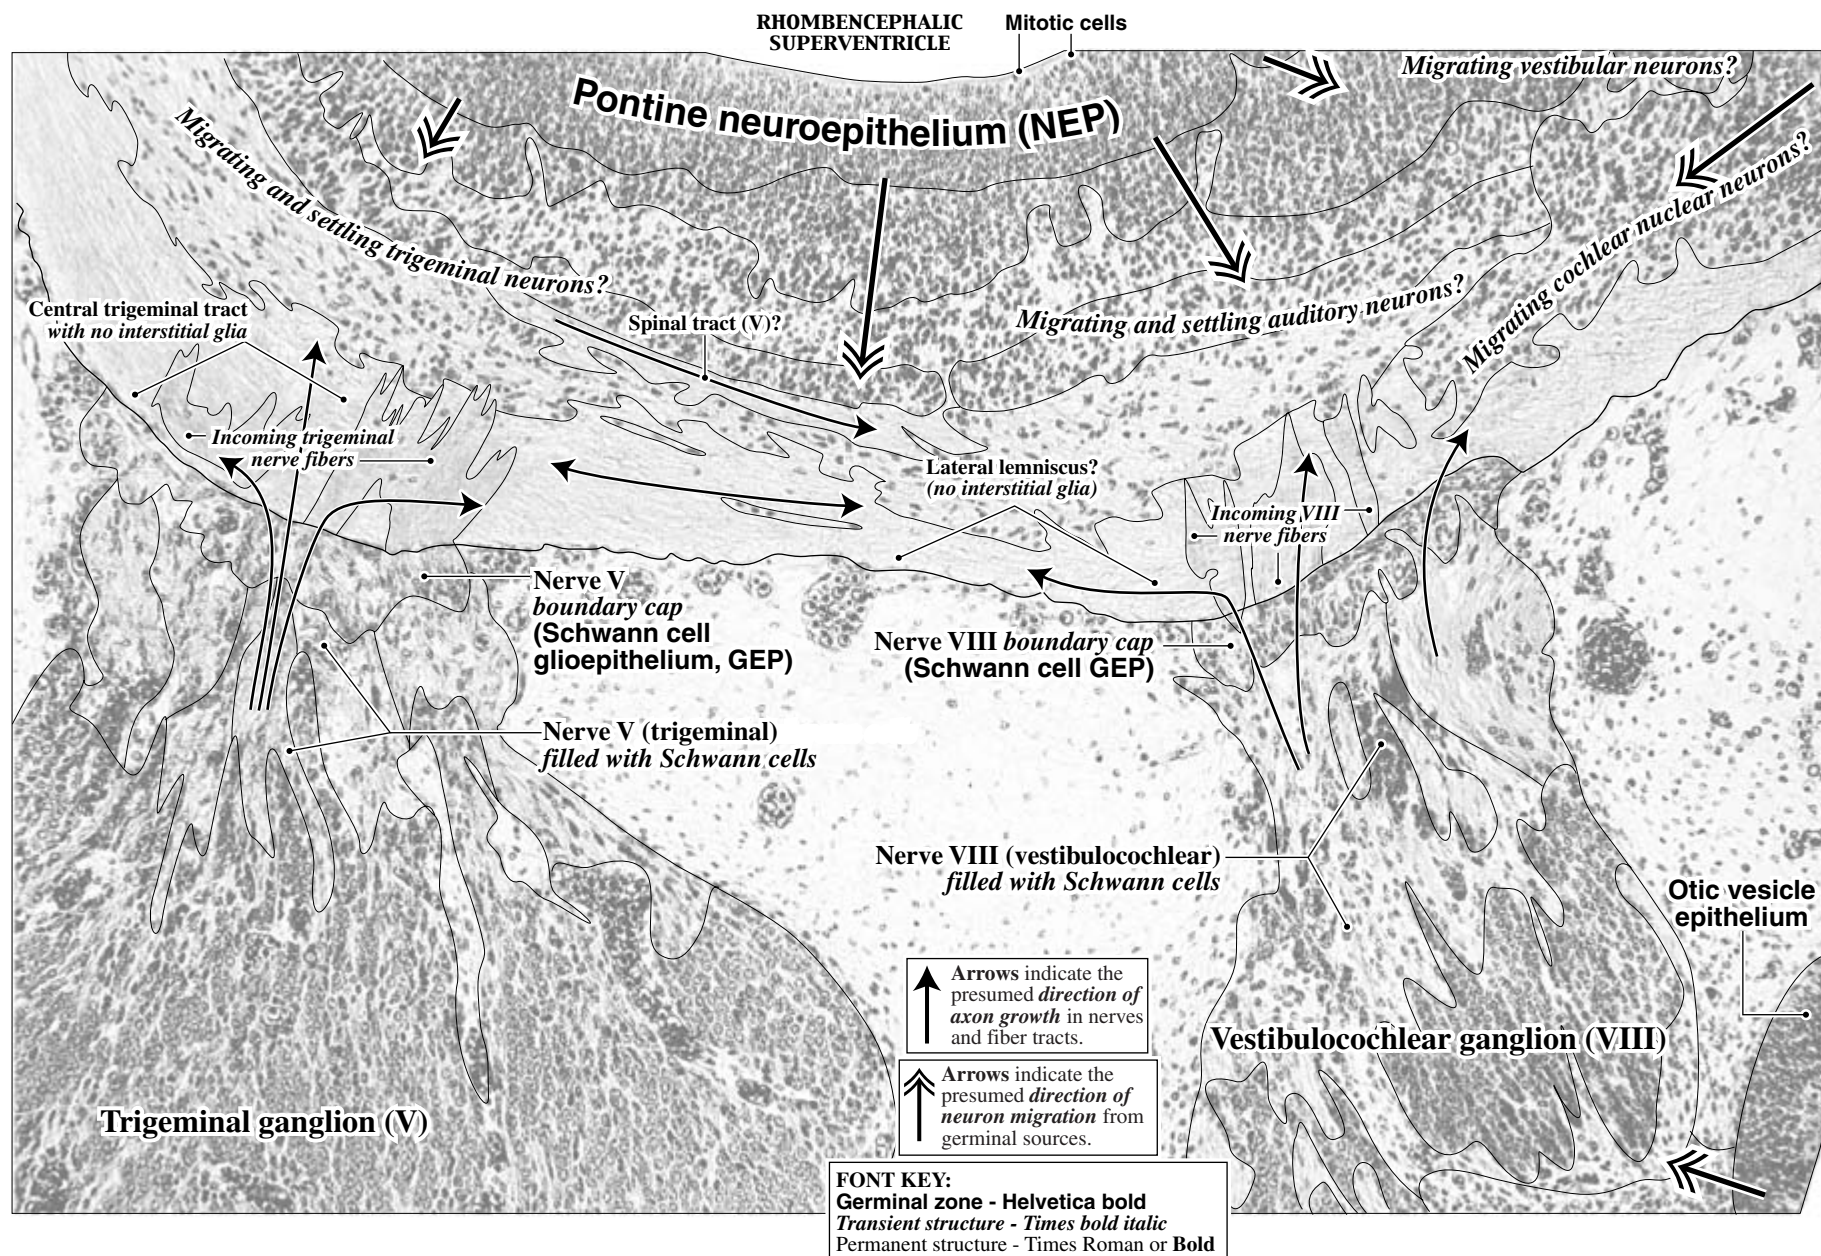 RHOMBENCEPHALIC
SUPERVENTRICLE
Mitotic cells
Migrating vestibular neurons?
Pontine neuroepithelium (NEP)
Migrating and settling trigeminal neurons?
Migrating cochlear nuclear neurons?
Migrating and settling auditory neurons?
Central trigeminal tract
with no interstitial glia
Spinal tract (V)?
Incoming trigeminal
nerve fibers
Lateral lemniscus?
(no interstitial glia)
Incoming VIII
nerve fibers
Nerve V
boundary cap
(Schwann cell
glioepithelium, GEP)
Nerve VIII boundary cap
(Schwann cell GEP)
Nerve V (trigeminal)
filled with Schwann cells
Nerve VIII (vestibulocochlear)
filled with Schwann cells
Otic vesicle
epithelium
Arrows indicate the
presumed direction of
axon growth in nerves
and fiber tracts.
Vestibulocochlear ganglion (VIII)
Arrows indicate the
presumed direction of
neuron migration from
germinal sources.
Trigeminal ganglion (V)
FONT KEY:
Germinal zone - Helvetica bold
Transient structure - Times bold italic
Permanent structure - Times Roman or Bold